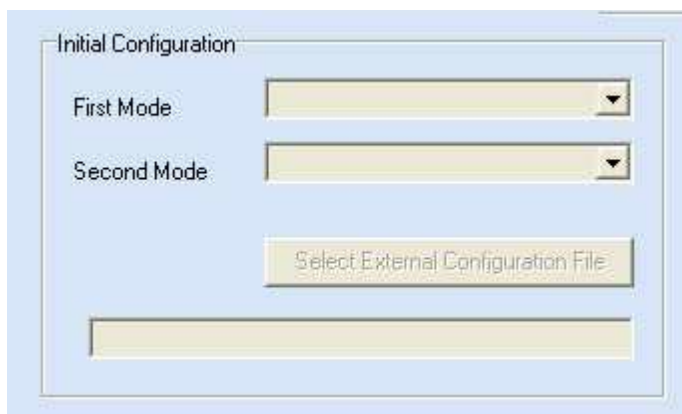 Initial Configuration
First Mode
Second Mode
Select External Configuration File